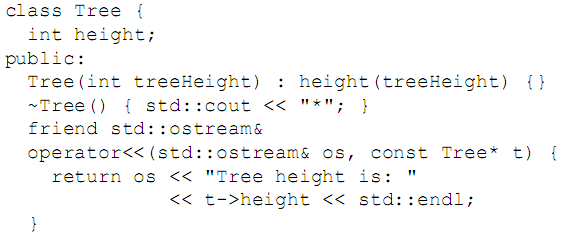 class Tree {
  int height;
public:
  Tree(int treeHeight) : height(treeHeight) {}
  ~Tree() { std::cout << "*"; }
  friend std::ostream&
  operator<<(std::ostream& os, const Tree* t) {
    return os << "Tree height is: "
              << t->height << std::endl;
  }